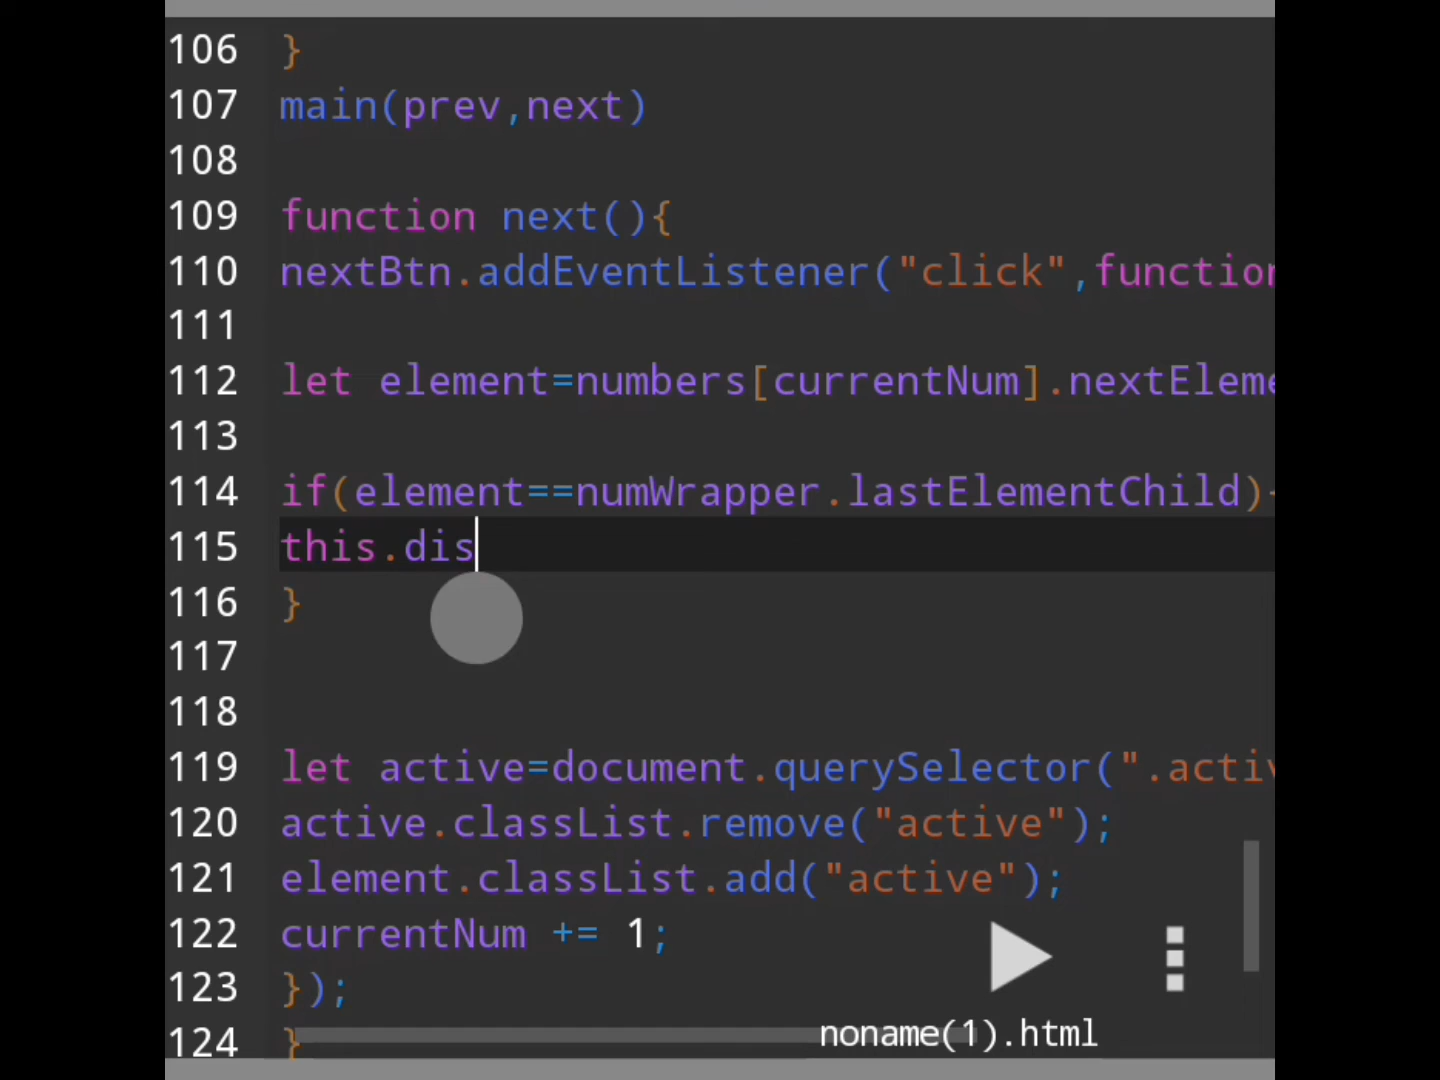 106 }
107 main(prev,next)
108
109 function next(){
110 nextBtn.addEventListener("click",function
111
112 let element=numbers[currentNum].nextEleme
113
114 if(element==numWrapper.lastElementChild){
115 this.dis
116 }
117
118
119 let active=document.querySelector(".activ
120 active.classList.remove("active");
121 element.classList.add("active");
122 currentNum += 1;
123 });
124 }
noname(1).html